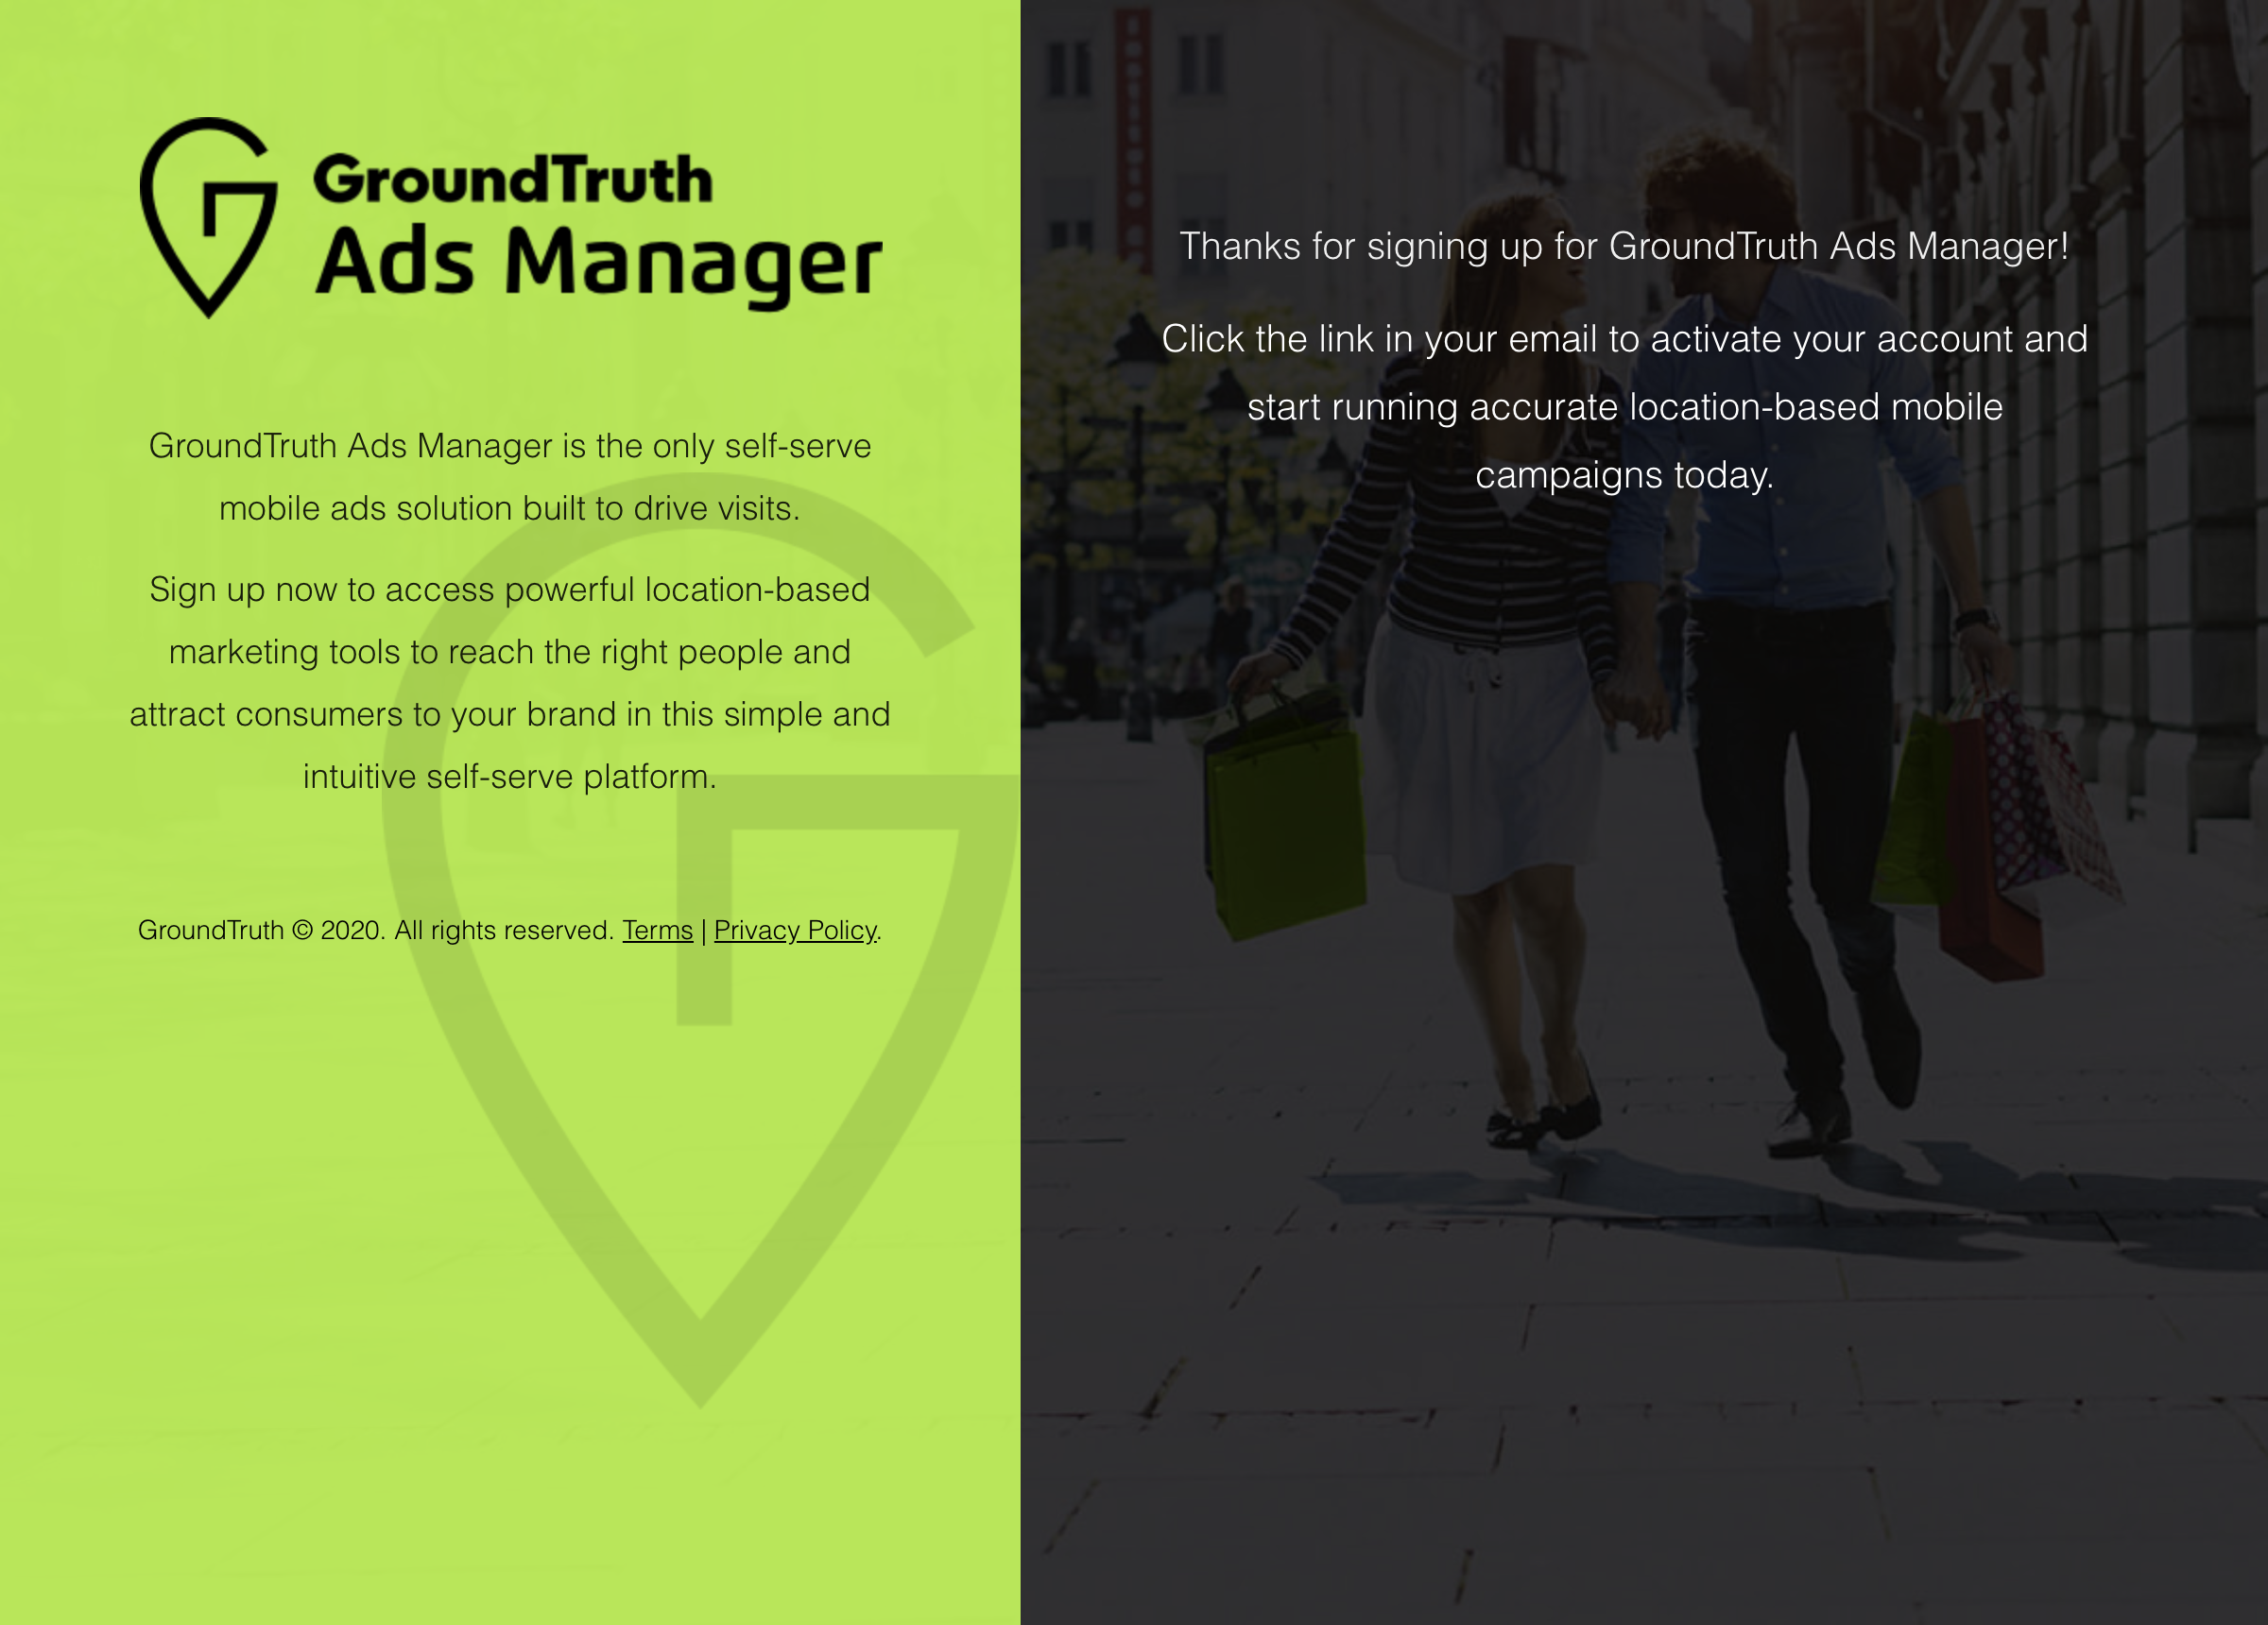 GroundTruth
Ads Manager
GroundTruth Ads Manager is the only self-serve
mobile ads solution built to drive visits.
Sign up now to access powerful location-based
marketing tools to reach the right people and
attract consumers to your brand in this simple and
intuitive self-serve platform.
GroundTruth © 2020. All rights reserved. Terms | Privacy Policy.
Thanks for signing up for GroundTruth Ads Manager!
Click the link in your email to activate your account and
start running accurate location-based mobile
campaigns today.